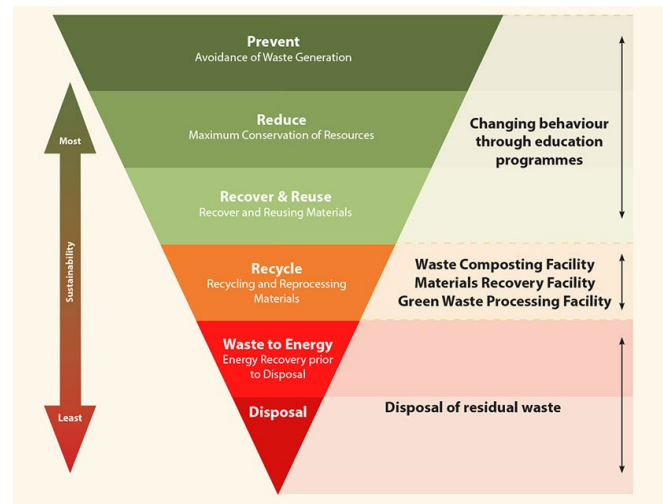 Prevent
Avoidance of Waste Generation
Reduce
Maximum Conservation of Resources
Most
Changing behaviour
through education
programmes
Recover & Reuse
Recover and Reusing Materials
Sustainability
Recycle
Recycling and Reprocessing
Materials
Waste Composting Facility
Materials Recovery Facility
Green Waste Processing Facility
Waste to Energy
Energy Recovery prior
to Disposal
Least
Disposal
Disposal of residual waste